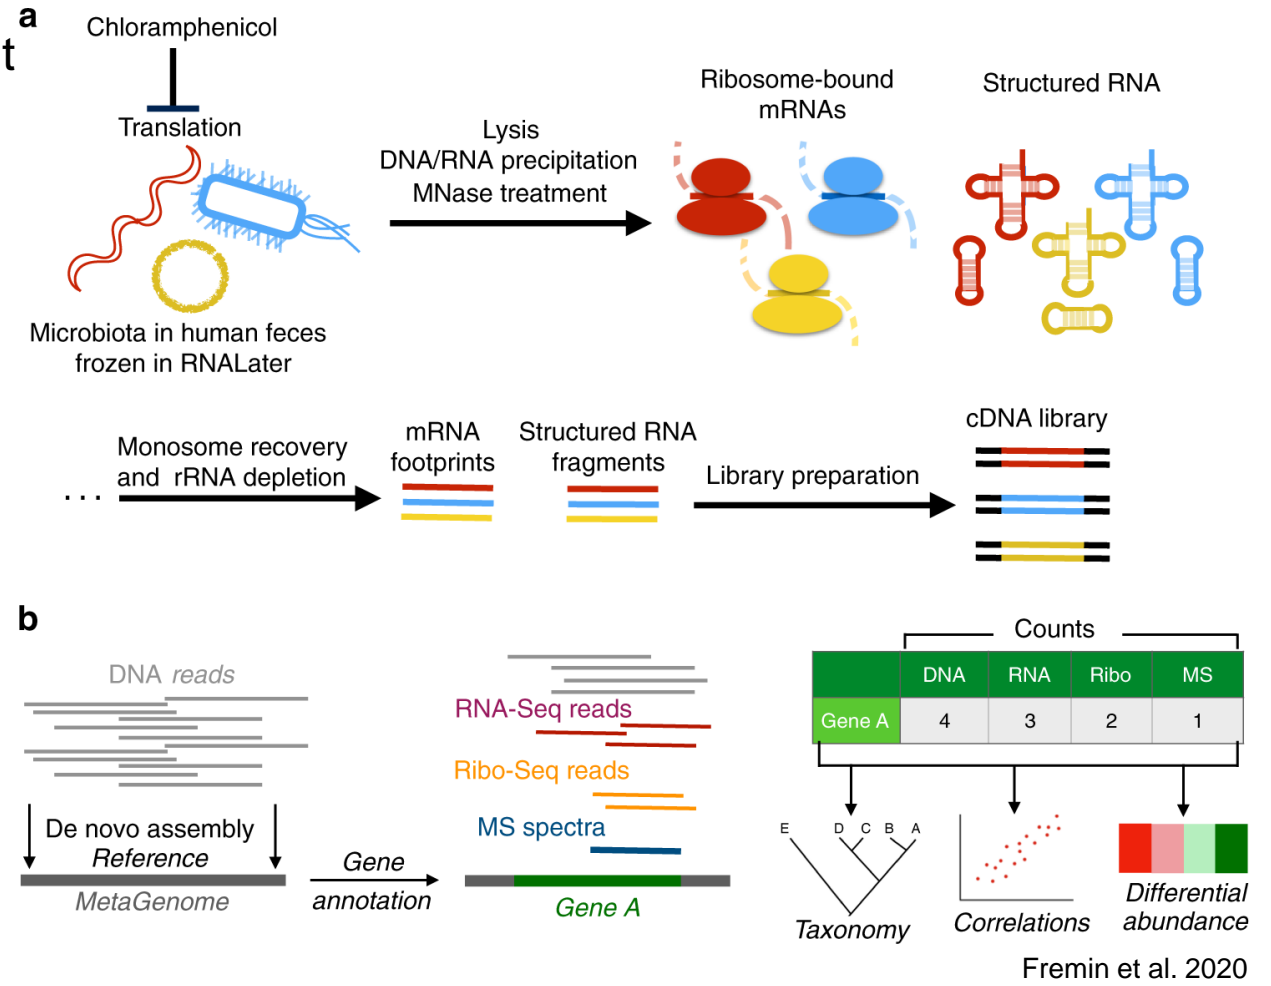 a
t
Chloramphenicol
Translation
Microbiota in human feces
frozen in RNALater
Lysis
DNA/RNA precipitation
MNase treatment
Ribosome-bound
mRNAs
Structured RNA
. . .
Monosome recovery
and rRNA depletion
mRNA
footprints
Structured RNA
fragments
Library preparation
cDNA library
b
DNA reads
De novo assembly
Reference
MetaGenome
Gene
annotation
RNA-Seq reads
Ribo-Seq reads
MS spectra
Gene A
Counts
DNA RNA Ribo MS
Gene A 4 3 2 1
E D C B A
Taxonomy
Correlations
Differential
abundance
Fremin et al. 2020